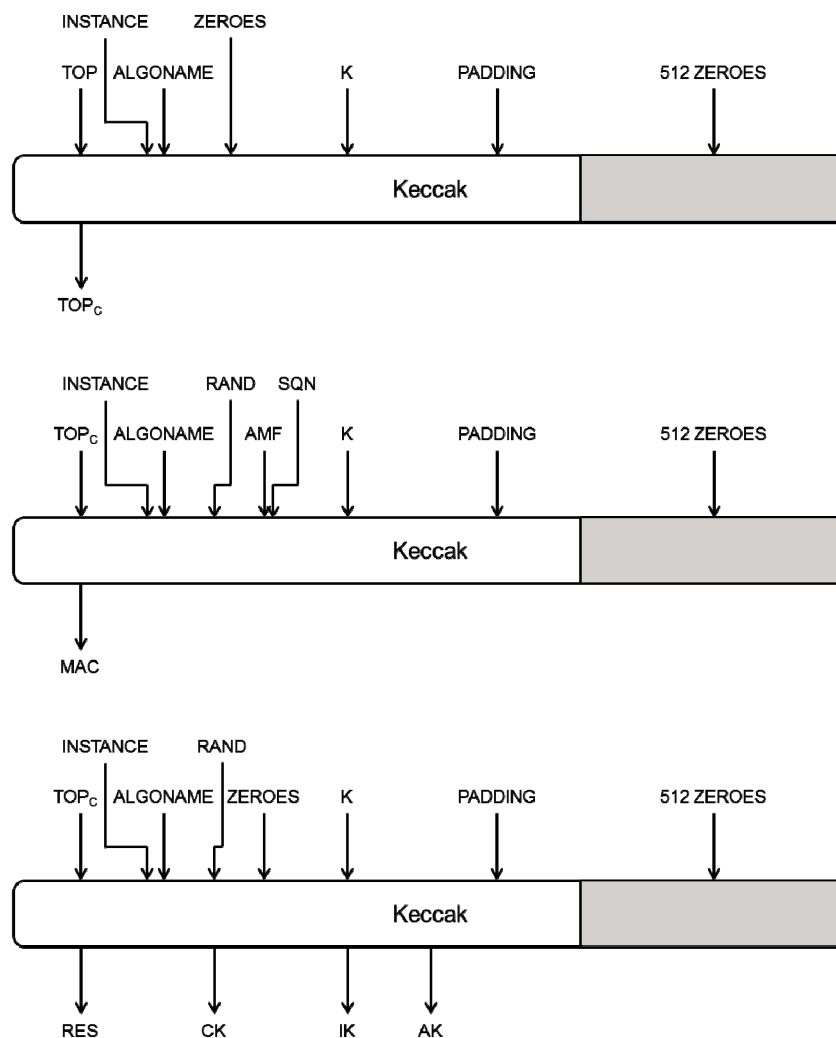 INSTANCE ZEROES
TOP ALGONAME K PADDING 512 ZEROES
Keccak
TOPC
INSTANCE RAND SQN
TOPC ALGONAME AMF K PADDING 512 ZEROES
Keccak
MAC
INSTANCE RAND
TOPC ALGONAME ZEROES K PADDING 512 ZEROES
Keccak
RES CK IK AK